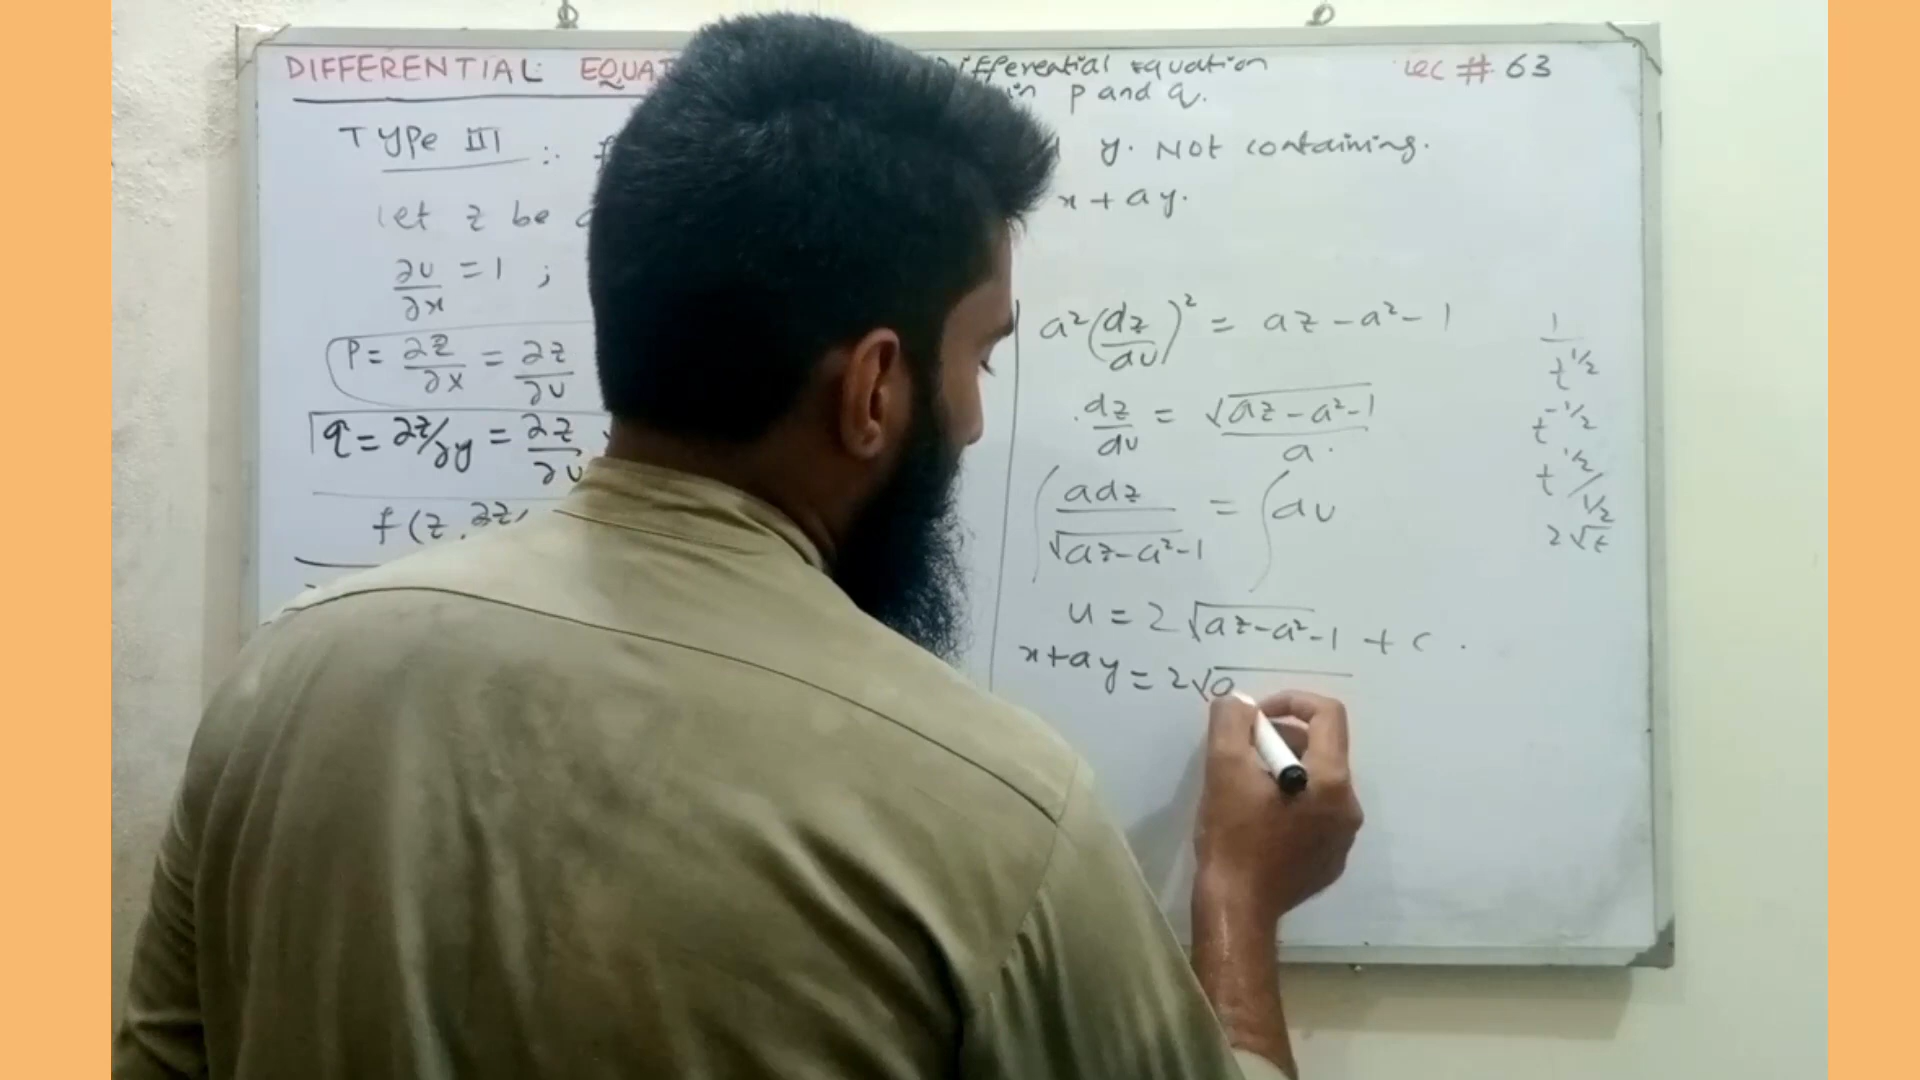 DIFFERENTIAL EQUAT Differential Equation Lec # 63
in p and q.
Type III :. y. Not containing.
let z be x + ay.
∂u/∂x = 1 ;
P = ∂z/∂x = ∂z/∂u
q = ∂z/∂y = ∂z/∂u
f(z, ∂z/
a²(dz/du)² = az - a² - 1
dz/du = √(az - a² - 1)/a.
∫ adz/√(az - a² - 1) = ∫ du
u = 2√(az - a² - 1) + c.
x + ay = 2√a
1/t^1/2
t^-1/2
t^1/2/1/2
2√t